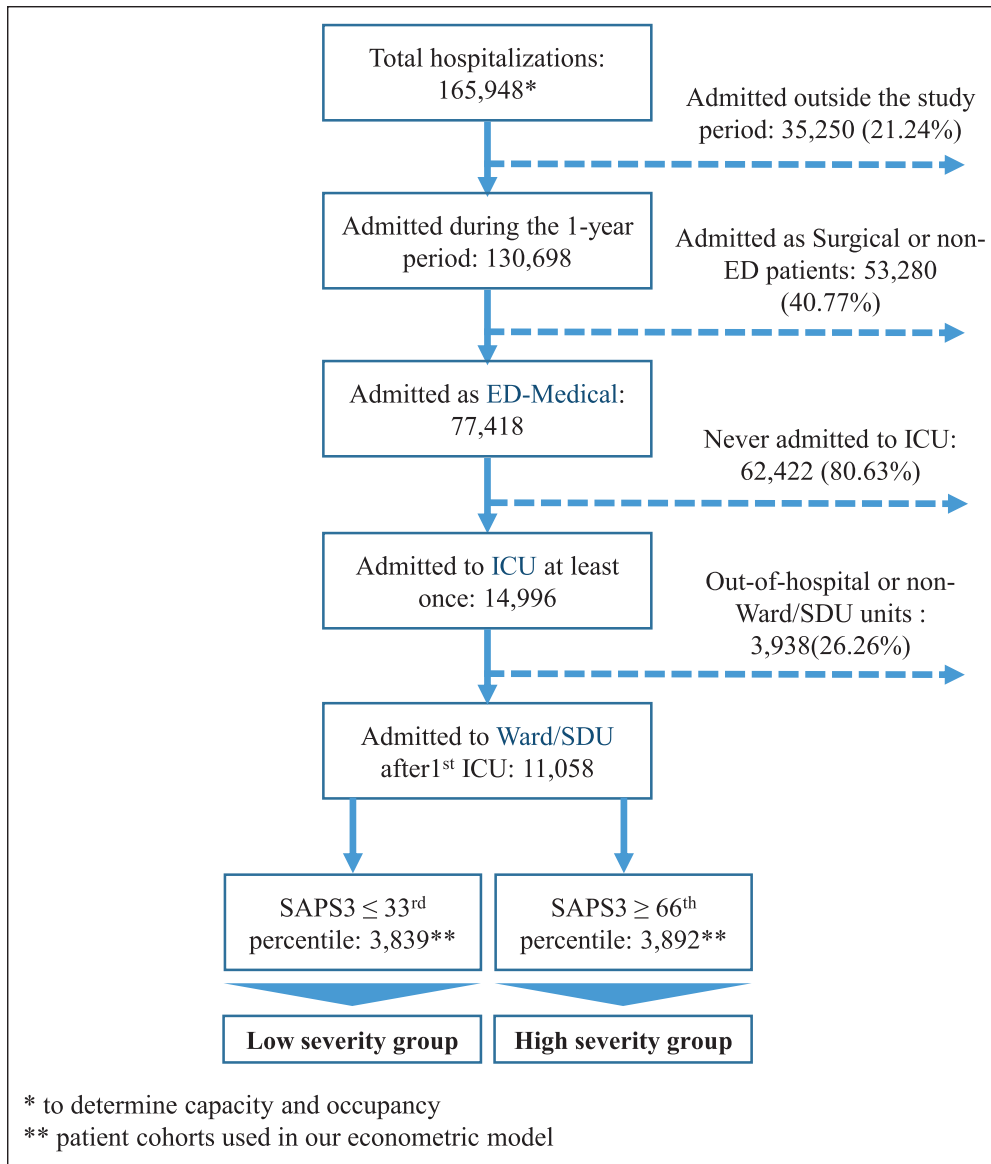 Total hospitalizations:
165,948*
Admitted outside the study
period: 35,250 (21.24%)
Admitted during the 1-year
period: 130,698
Admitted as Surgical or non-
ED patients: 53,280
(40.77%)
Admitted as ED-Medical:
77,418
Never admitted to ICU:
62,422 (80.63%)
Admitted to ICU at least
once: 14,996
Out-of-hospital or non-
Ward/SDU units :
3,938(26.26%)
Admitted to Ward/SDU
after1st ICU: 11,058
SAPS3 ≤ 33rd
percentile: 3,839**
SAPS3 ≥ 66th
percentile: 3,892**
Low severity group
High severity group
* to determine capacity and occupancy
** patient cohorts used in our econometric model